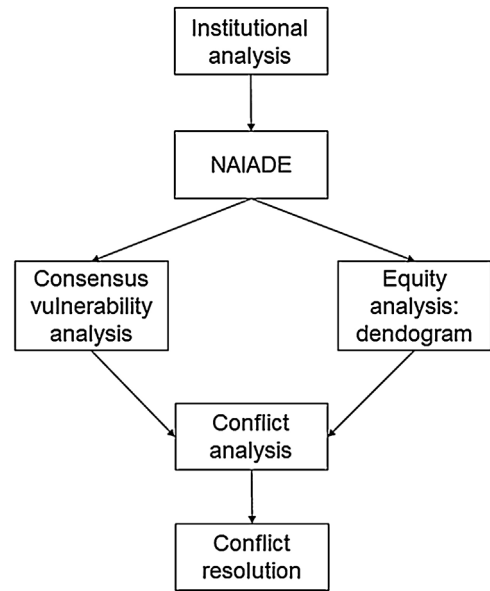 Institutional
analysis
NAIADE
Consensus
vulnerability
analysis
Equity
analysis:
dendogram
Conflict
analysis
Conflict
resolution